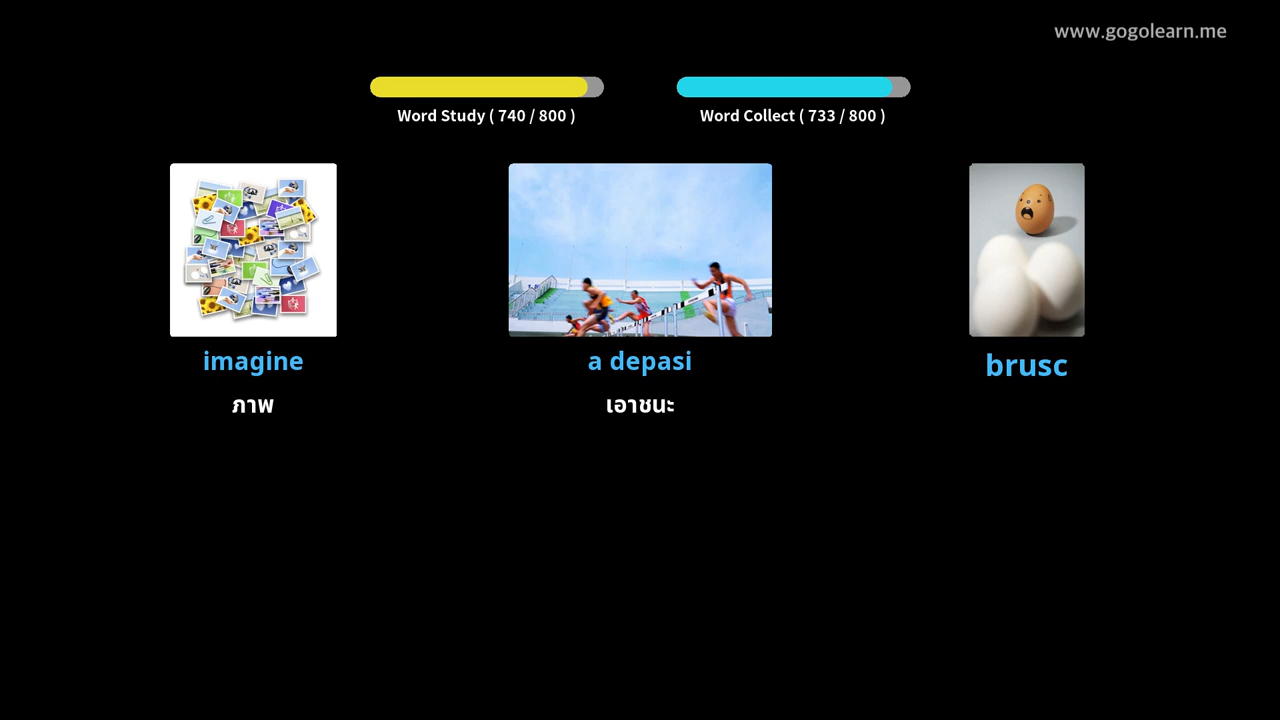 www.gogolearn.me
Word Study ( 740 / 800 )
Word Collect ( 733 / 800 )
imagine
a depasi
brusc
ภาพ
เอาชนะ